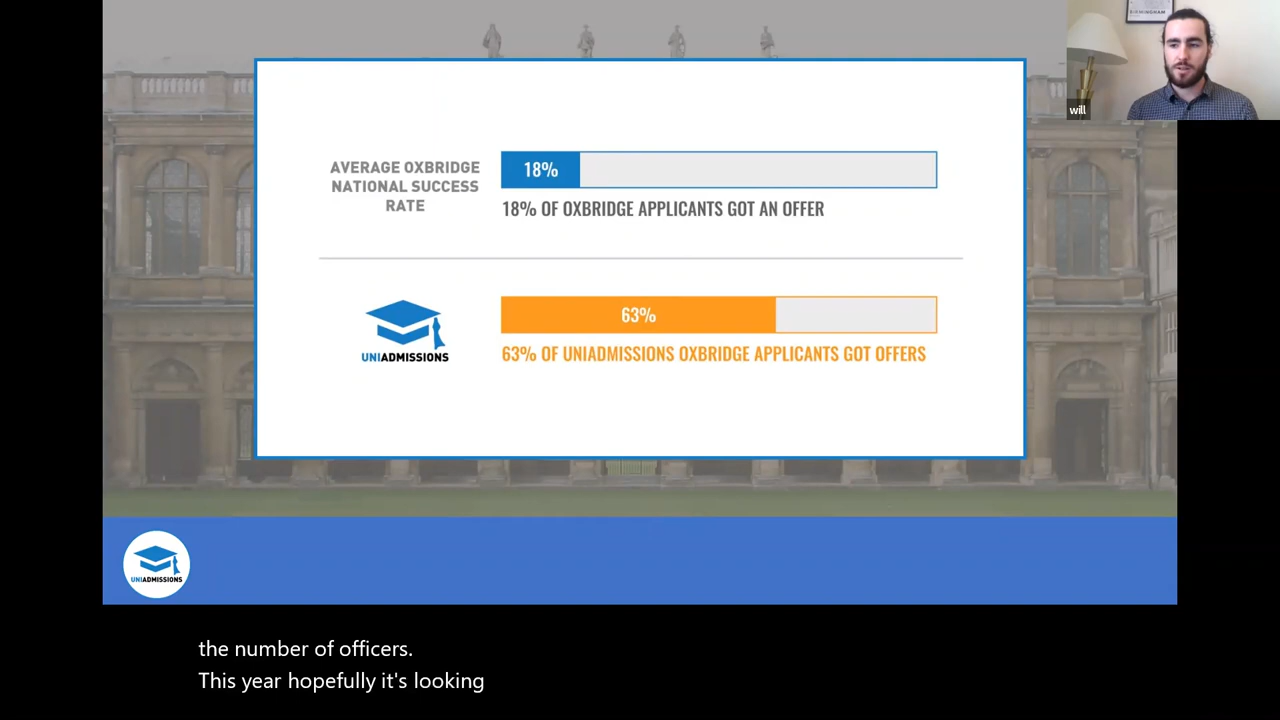 BIRMINGHAM
will
AVERAGE OXBRIDGE
NATIONAL SUCCESS
RATE
18%
18% OF OXBRIDGE APPLICANTS GOT AN OFFER
UNIADMISSIONS
63%
63% OF UNIADMISSIONS OXBRIDGE APPLICANTS GOT OFFERS
UNIADMISSIONS
the number of officers.
This year hopefully it's looking